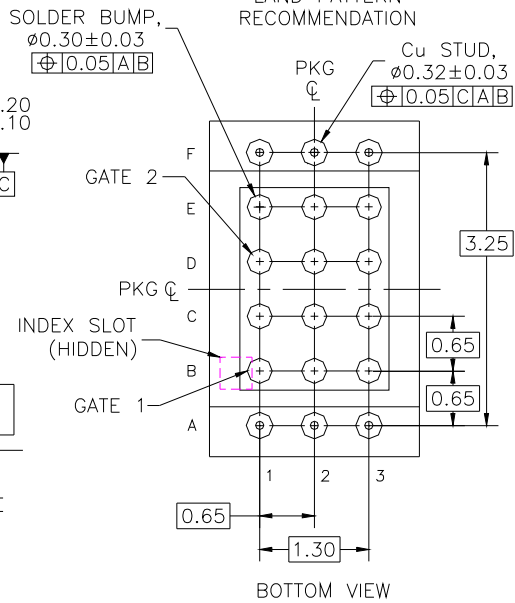 LAND PATTERN
RECOMMENDATION
SOLDER BUMP,
ø0.30±0.03
⌖ 0.05 A B
Cu STUD,
ø0.32±0.03
⌖ 0.05 C A B
PKG
℄
.20
.10
C
F
GATE 2
E
D
3.25
PKG ℄
C
INDEX SLOT
(HIDDEN)
0.65
B
GATE 1
0.65
A
1 2 3
0.65
1.30
BOTTOM VIEW